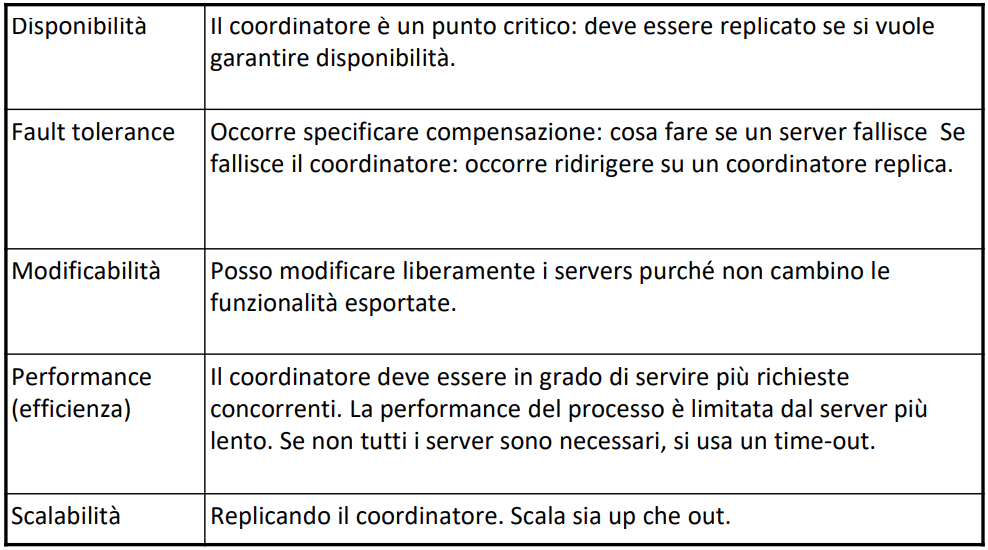 Disponibilità
Il coordinatore è un punto critico: deve essere replicato se si vuole
garantire disponibilità.
Fault tolerance
Occorre specificare compensazione: cosa fare se un server fallisce  Se
fallisce il coordinatore: occorre ridirigere su un coordinatore replica.
Modificabilità
Posso modificare liberamente i servers purché non cambino le
funzionalità esportate.
Performance
(efficienza)
Il coordinatore deve essere in grado di servire più richieste
concorrenti. La performance del processo è limitata dal server più
lento. Se non tutti i server sono necessari, si usa un time-out.
Scalabilità
Replicando il coordinatore. Scala sia up che out.